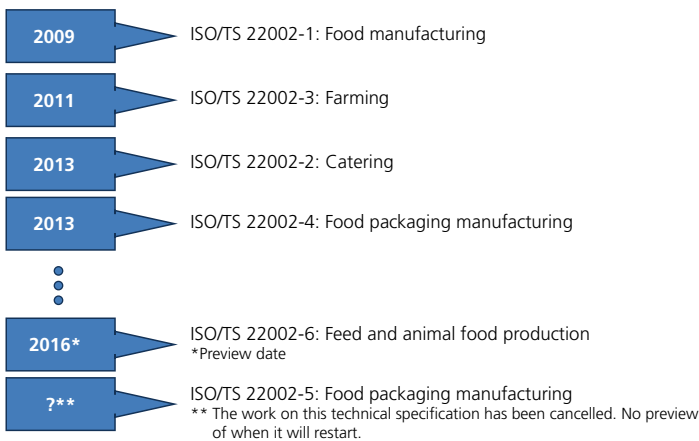 2009
ISO/TS 22002-1: Food manufacturing
2011
ISO/TS 22002-3: Farming
2013
ISO/TS 22002-2: Catering
2013
ISO/TS 22002-4: Food packaging manufacturing
2016*
ISO/TS 22002-6: Feed and animal food production
*Preview date
?**
ISO/TS 22002-5: Food packaging manufacturing
** The work on this technical specification has been cancelled. No preview
of when it will restart.